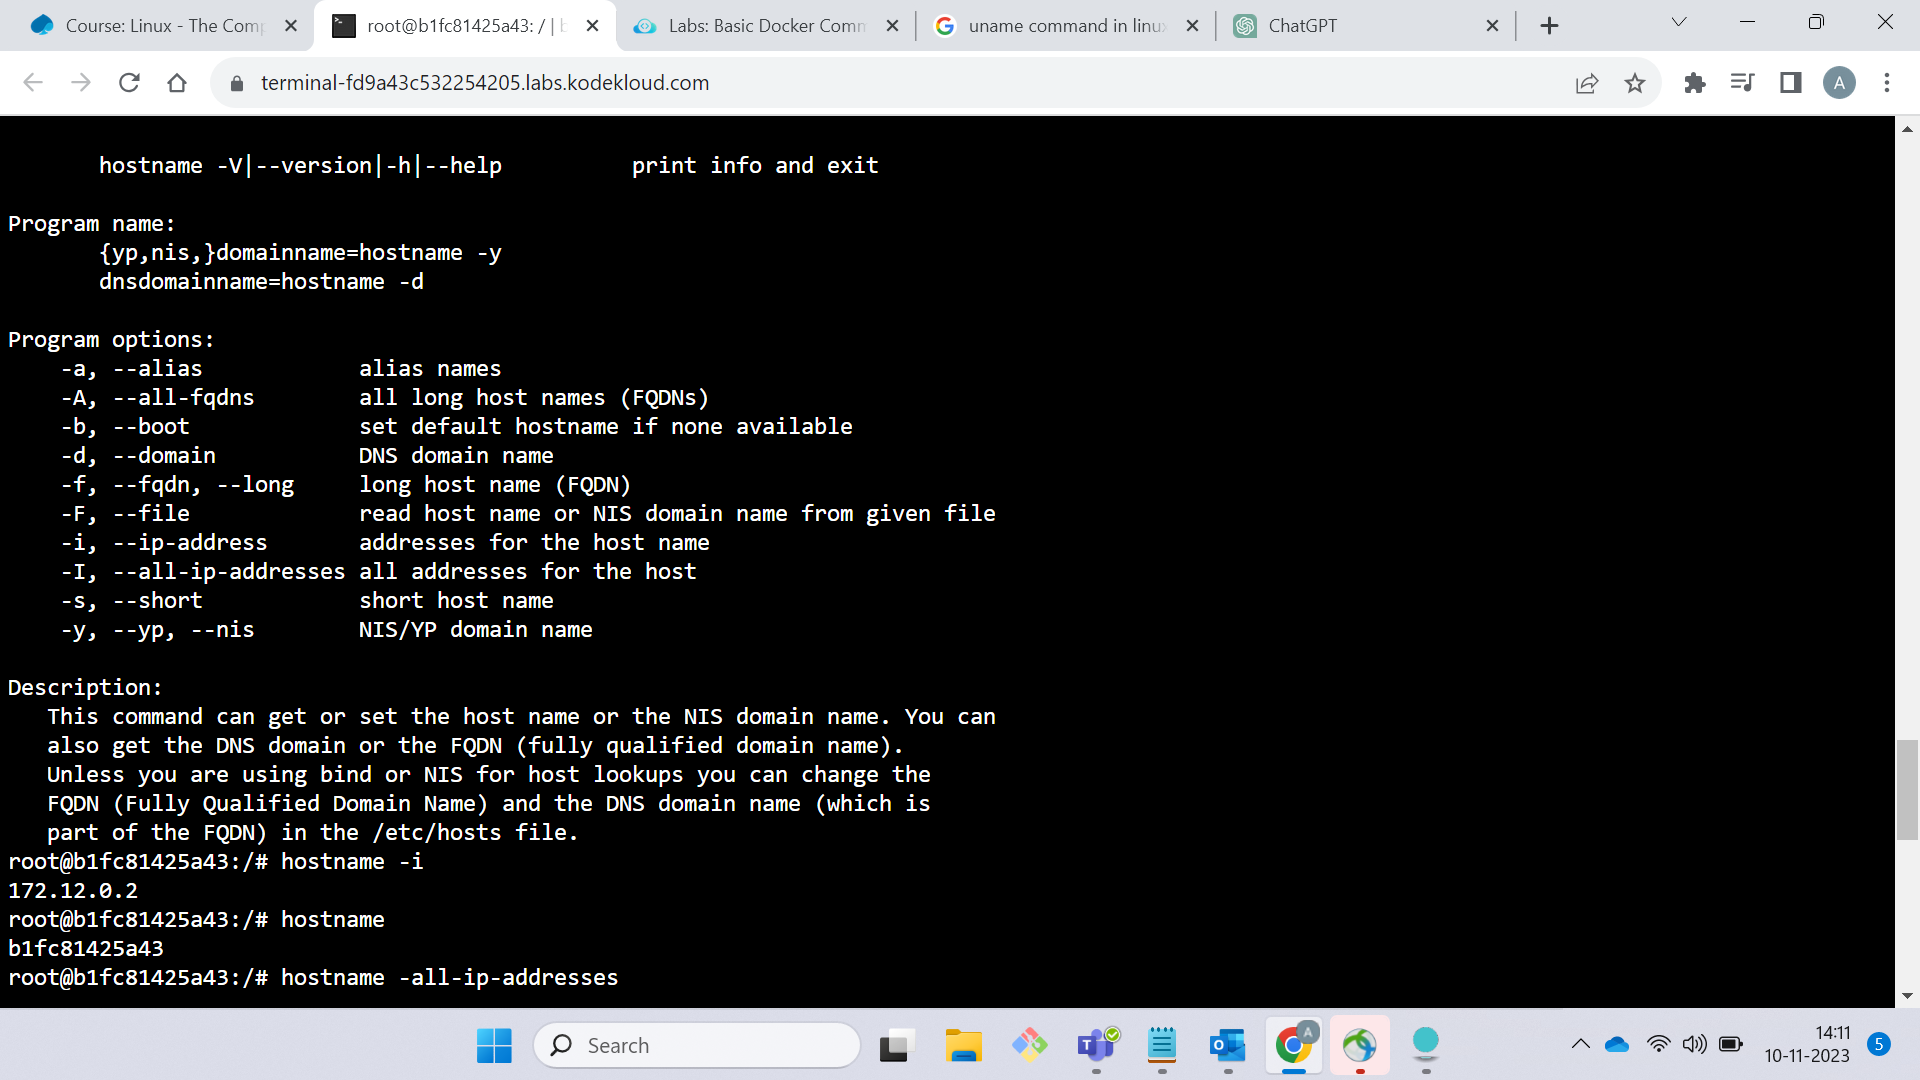 Course: Linux - The Comp
root@b1fc81425a43: / | b
Labs: Basic Docker Comm
uname command in linux
ChatGPT
terminal-fd9a43c532254205.labs.kodekloud.com
A
hostname -V|--version|-h|--help print info and exit
Program name:
{yp,nis,}domainname=hostname -y
dnsdomainname=hostname -d
Program options:
-a, --alias alias names
-A, --all-fqdns all long host names (FQDNs)
-b, --boot set default hostname if none available
-d, --domain DNS domain name
-f, --fqdn, --long long host name (FQDN)
-F, --file read host name or NIS domain name from given file
-i, --ip-address addresses for the host name
-I, --all-ip-addresses all addresses for the host
-s, --short short host name
-y, --yp, --nis NIS/YP domain name
Description:
This command can get or set the host name or the NIS domain name. You can
also get the DNS domain or the FQDN (fully qualified domain name).
Unless you are using bind or NIS for host lookups you can change the
FQDN (Fully Qualified Domain Name) and the DNS domain name (which is
part of the FQDN) in the /etc/hosts file.
root@b1fc81425a43:/# hostname -i
172.12.0.2
root@b1fc81425a43:/# hostname
b1fc81425a43
root@b1fc81425a43:/# hostname -all-ip-addresses
Search
A
14:11
10-11-2023
5